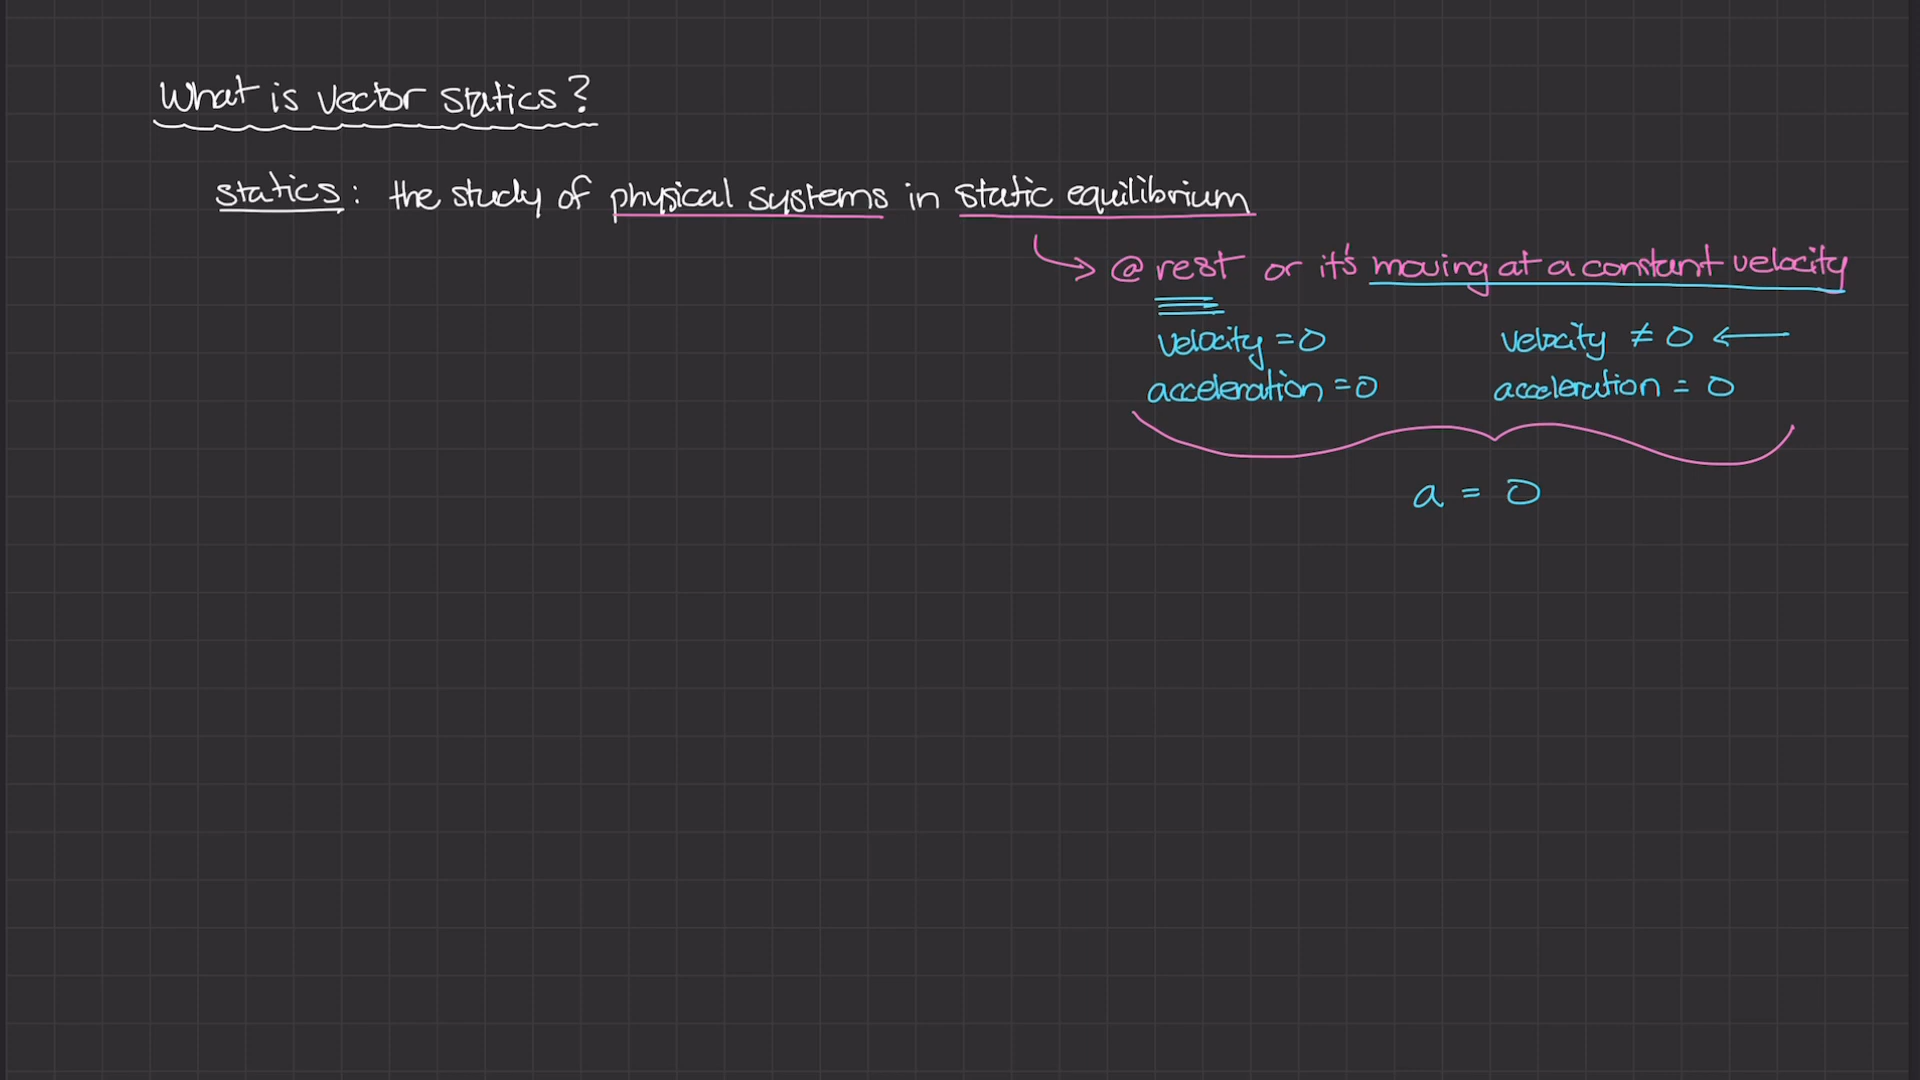 What is vector statics?
statics: the study of physical systems in static equilibrium
@ rest or it's moving at a constant velocity
velocity = 0 velocity ≠ 0
acceleration = 0 acceleration = 0
a = 0